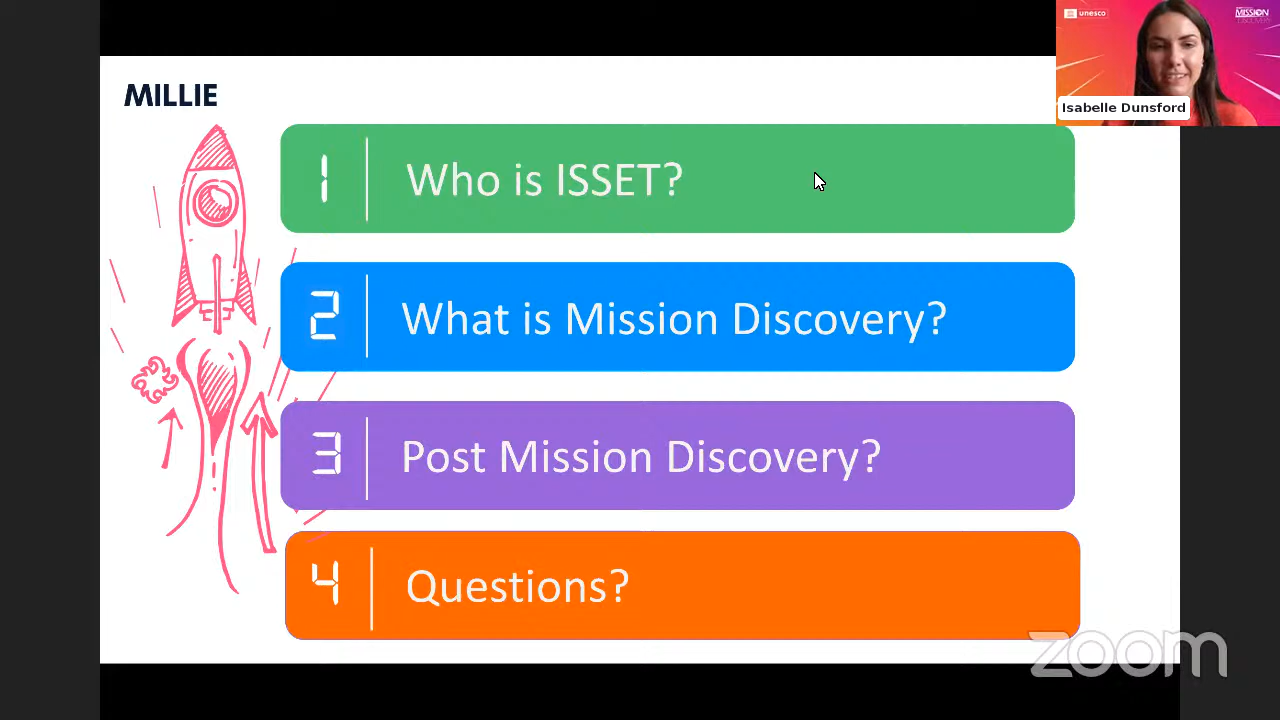 unesco
MISSION
DISCOVERY
Isabelle Dunsford
MILLIE
1 Who is ISSET?
2 What is Mission Discovery?
3 Post Mission Discovery?
4 Questions?
zoom